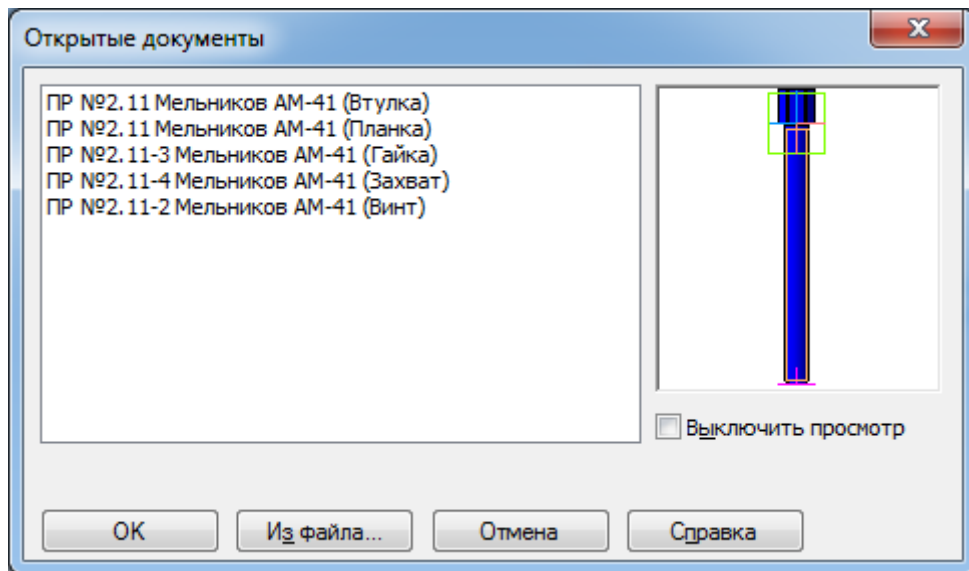 Открытые документы
ПР №2.11 Мельников АМ-41 (Втулка)
ПР №2.11 Мельников АМ-41 (Планка)
ПР №2.11-3 Мельников АМ-41 (Гайка)
ПР №2.11-4 Мельников АМ-41 (Захват)
ПР №2.11-2 Мельников АМ-41 (Винт)
Выключить просмотр
ОК
Из файла...
Отмена
Справка